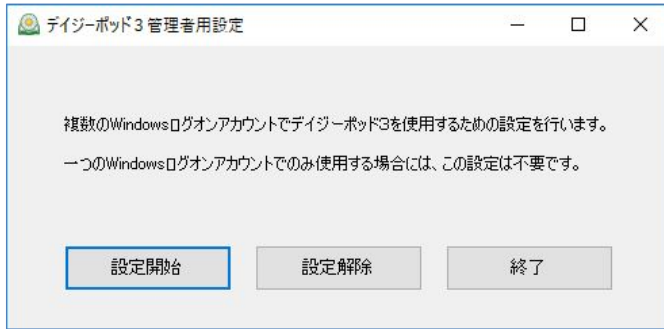 デイジーポッド３管理者用設定
複数のWindowsログオンアカウントでデイジーポッド3を使用するための設定を行います。
一つのWindowsログオンアカウントでのみ使用する場合には、この設定は不要です。
設定開始
設定解除
終了